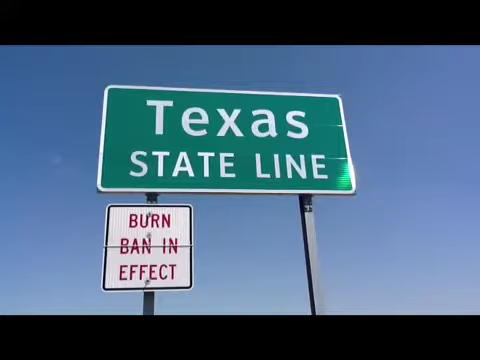 Texas
STATE LINE
BURN
BAN IN
EFFECT